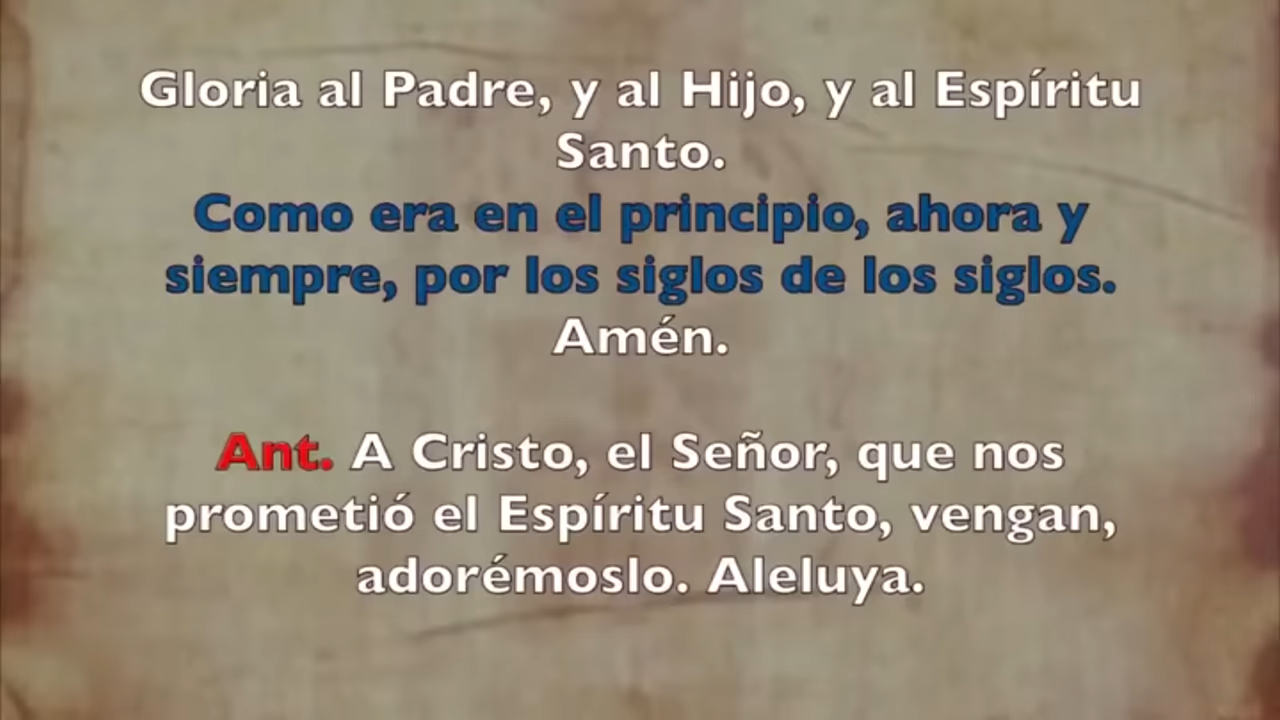 Gloria al Padre, y al Hijo, y al Espíritu
Santo.
Como era en el principio, ahora y
siempre, por los siglos de los siglos.
Amén.
Ant. A Cristo, el Señor, que nos
prometió el Espíritu Santo, vengan,
adorémoslo. Aleluya.